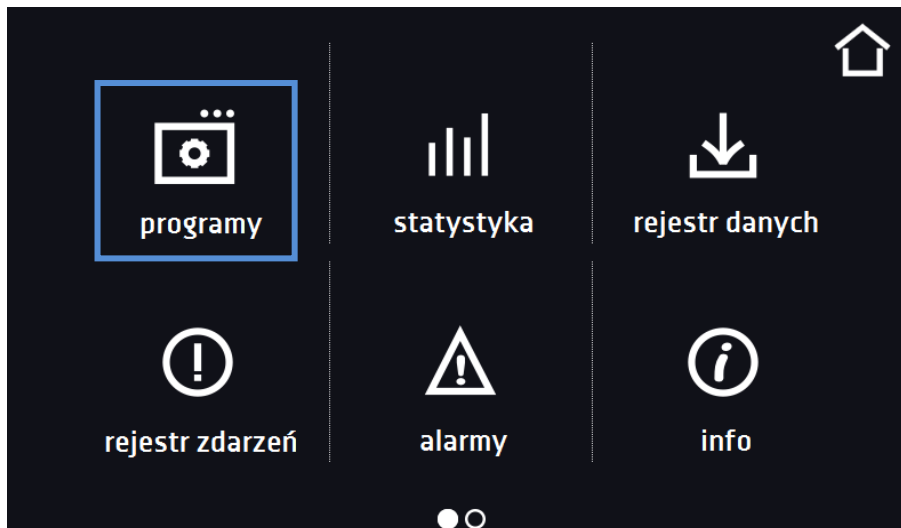 programy
statystyka
rejestr danych
rejestr zdarzeń
alarmy
info